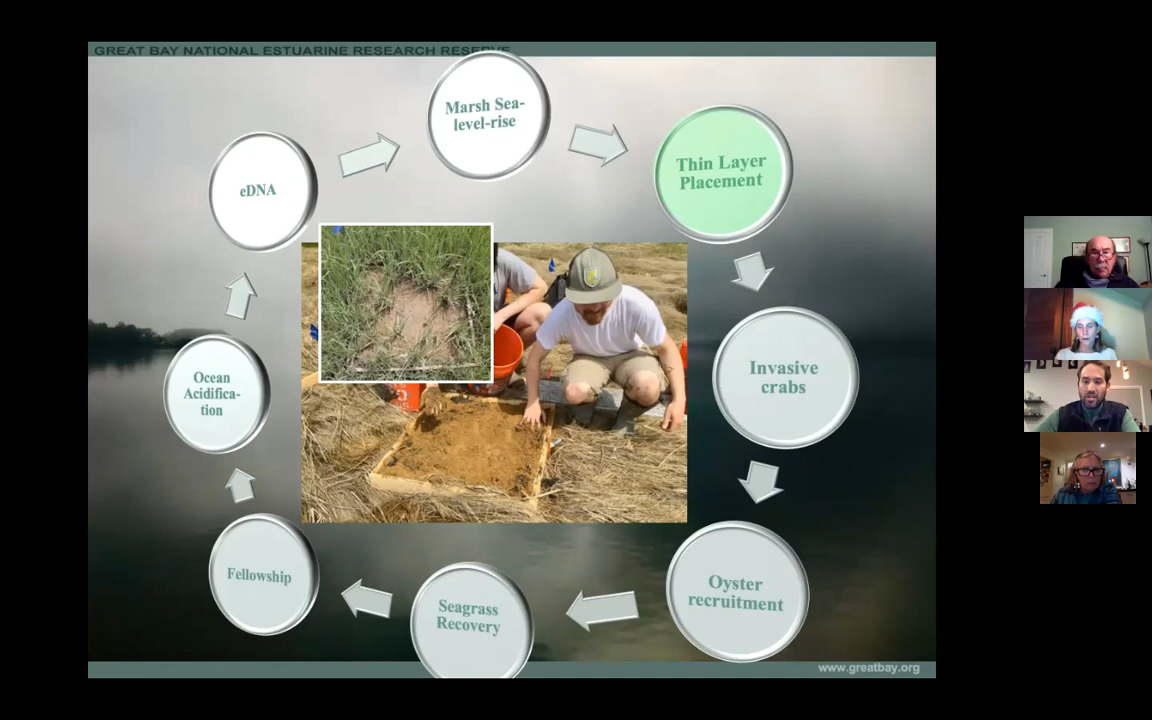 GREAT BAY NATIONAL ESTUARINE RESEARCH RESERVE
Marsh Sea-
level-rise
Thin Layer
Placement
eDNA
Invasive
crabs
Ocean
Acidifica-
tion
Oyster
recruitment
Fellowship
Seagrass
Recovery
www.greatbay.org